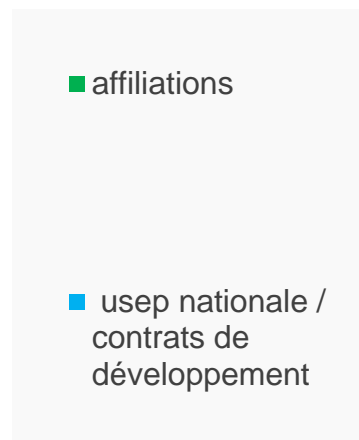 affiliations
usep nationale /
contrats de
développement